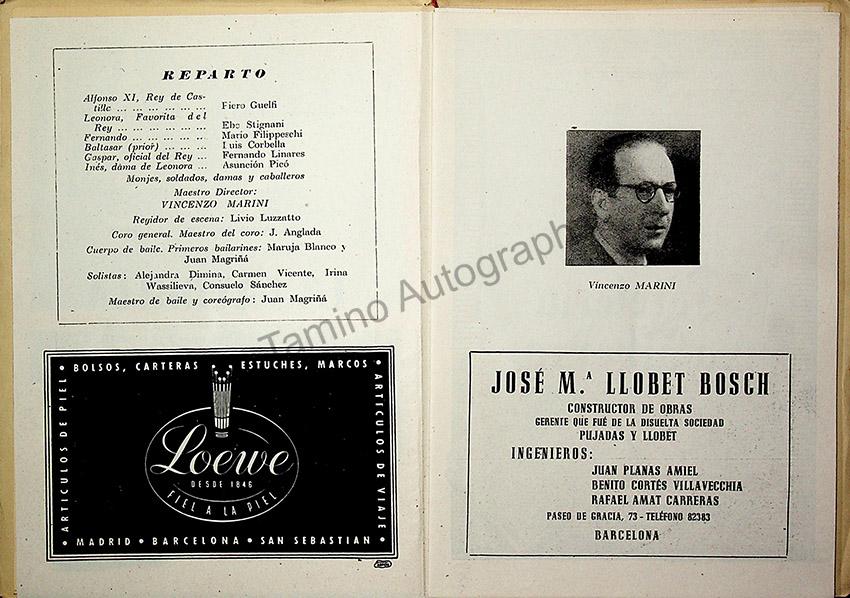 REPARTO
Alfonso XI, Rey de Cas-
tilla ... ... ... ... ... ... ... Fiero Guelfi
Leonora, Favorita del
Rey ... ... ... ... ... ... ... Ebe Stignani
Fernando ... ... ... ... ... Mario Filippeschi
Baltasar (prior) ... ... ... Luis Corbella
Gaspar, oficial del Rey ... Fernando Linares
Inés, dama de Leonora ... Asunción Picó
Monjes, soldados, damas y caballeros
Maestro Director:
VINCENZO MARINI
Regidor de escena: Livio Luzzatto
Coro general. Maestro del coro: J. Anglada
Cuerpo de baile. Primeros bailarines: Maruja Blanco y
Juan Magriñá
Solistas: Alejandra Dimina, Carmen Vicente, Irina
Wassilieva, Consuelo Sánchez
Maestro de baile y coreógrafo: Juan Magriñá
• BOLSOS, CARTERAS ESTUCHES, MARCOS •
ARTICULOS DE PIEL
ARTICULOS DE VIAJE
Loewe
DESDE 1846
FIEL A LA PIEL
• MADRID • BARCELONA • SAN SEBASTIAN •
Vincenzo MARINI
JOSÉ M.ª LLOBET BOSCH
CONSTRUCTOR DE OBRAS
GERENTE QUE FUÉ DE LA DISUELTA SOCIEDAD
PUJADAS Y LLOBET
INGENIEROS:
JUAN PLANAS AMIEL
BENITO CORTÉS VILLAVECCHIA
RAFAEL AMAT CARRERAS
PASEO DE GRACIA, 73 - TELÉFONO 82383
BARCELONA
Tamino Autographs